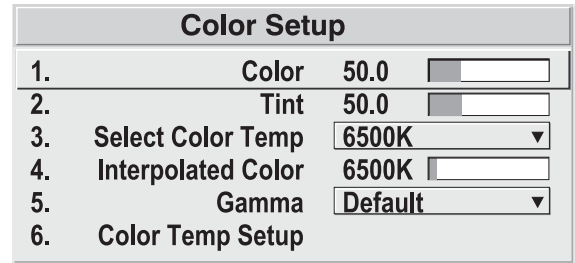 Color Setup
1. Color 50.0
2. Tint 50.0
3. Select Color Temp 6500K
4. Interpolated Color 6500K
5. Gamma Default
6. Color Temp Setup